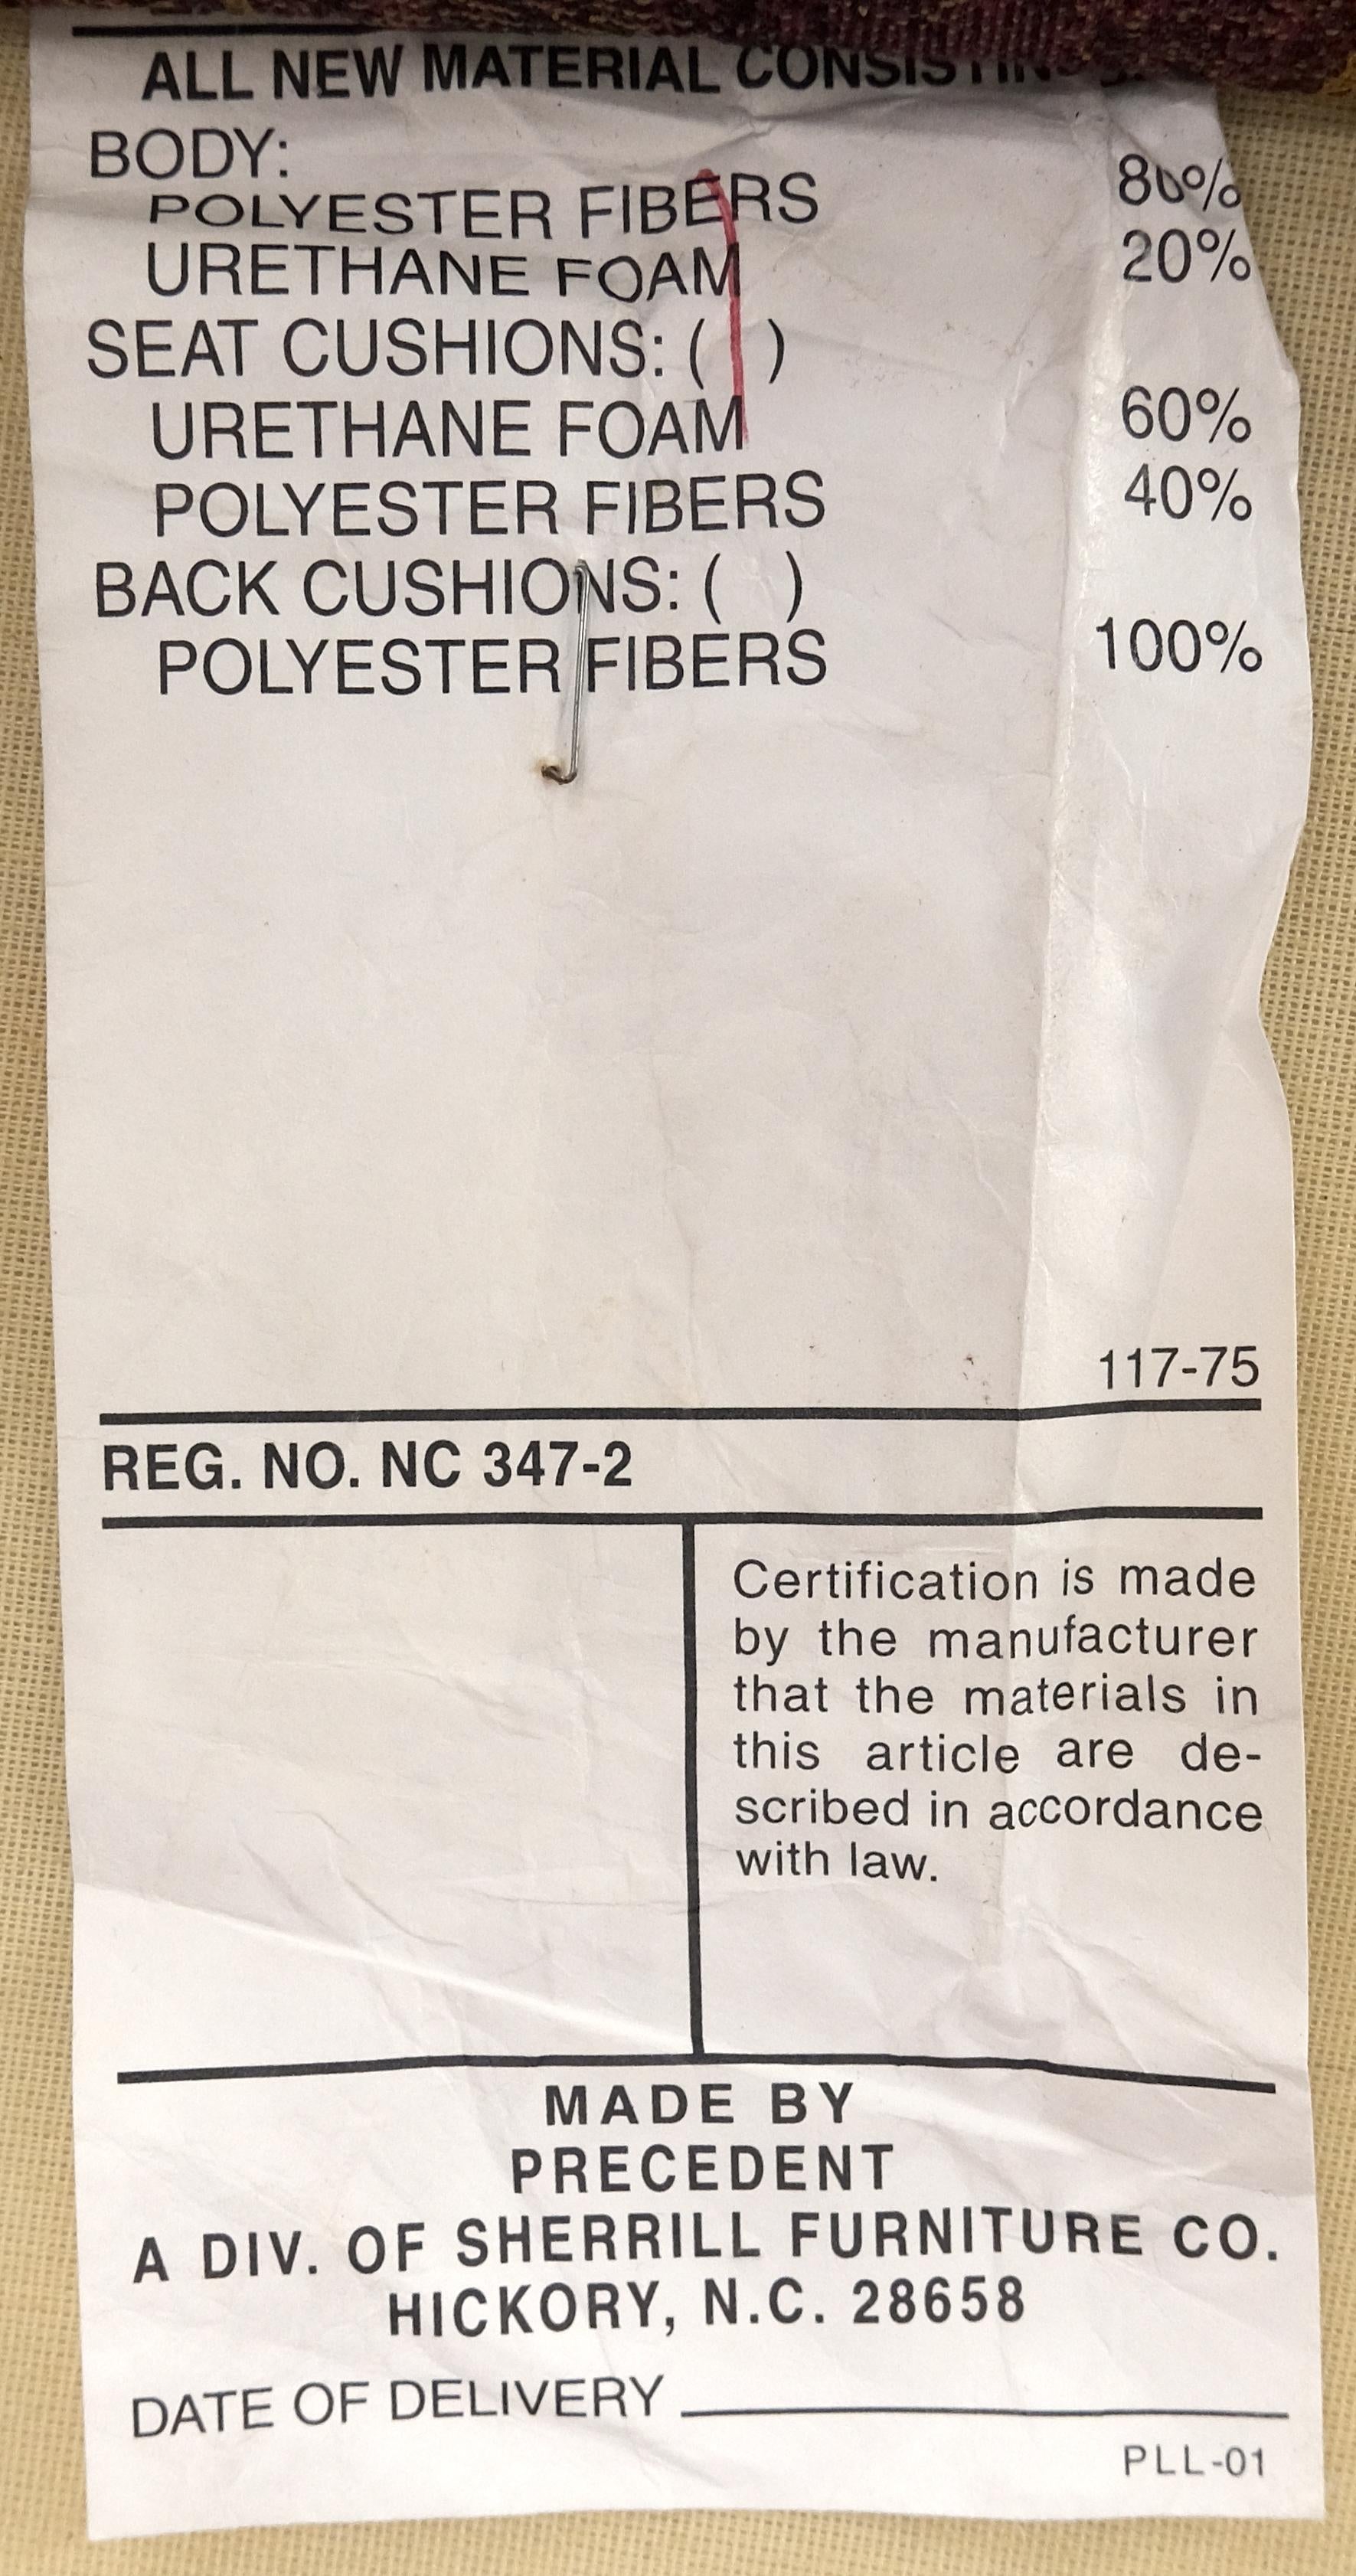 ALL NEW MATERIAL
BODY:
POLYESTER FIBERS 80%
URETHANE FOAM 20%
SEAT CUSHIONS: ( )
URETHANE FOAM 60%
POLYESTER FIBERS 40%
BACK CUSHIONS: ( )
POLYESTER FIBERS 100%
117-75
REG. NO. NC 347-2
Certification is made
by the manufacturer
that the materials in
this article are de-
scribed in accordance
with law.
MADE BY
PRECEDENT
A DIV. OF SHERRILL FURNITURE CO.
HICKORY, N.C. 28658
DATE OF DELIVERY
PLL-01